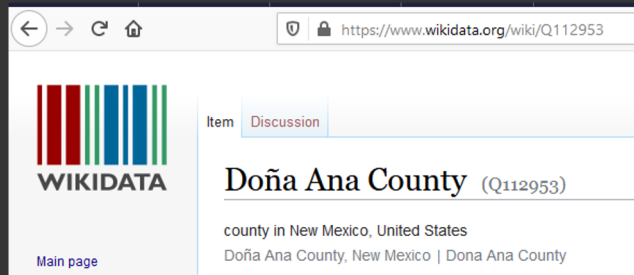 https://www.wikidata.org/wiki/Q112953
Item Discussion
WIKIDATA
Doña Ana County (Q112953)
county in New Mexico, United States
Doña Ana County, New Mexico | Dona Ana County
Main page